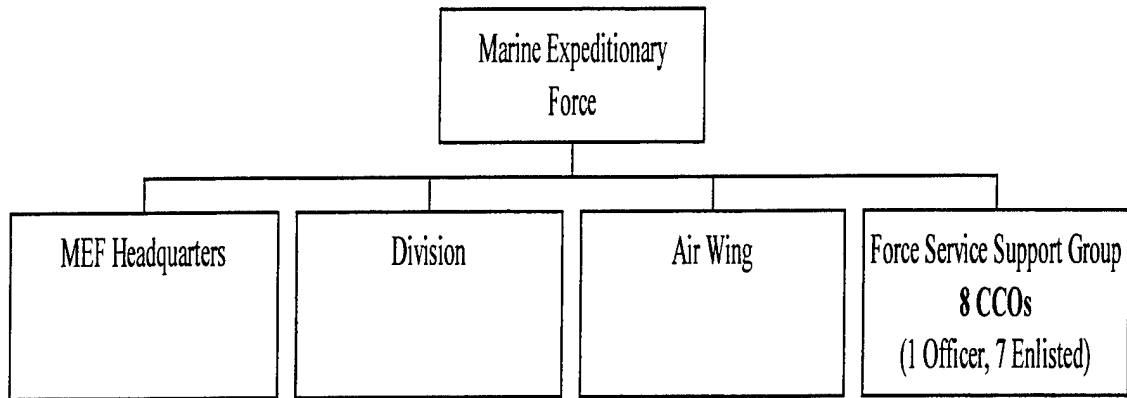 Marine Expeditionary
Force
MEF Headquarters
Division
Air Wing
Force Service Support Group
8 CCOs
(1 Officer, 7 Enlisted)